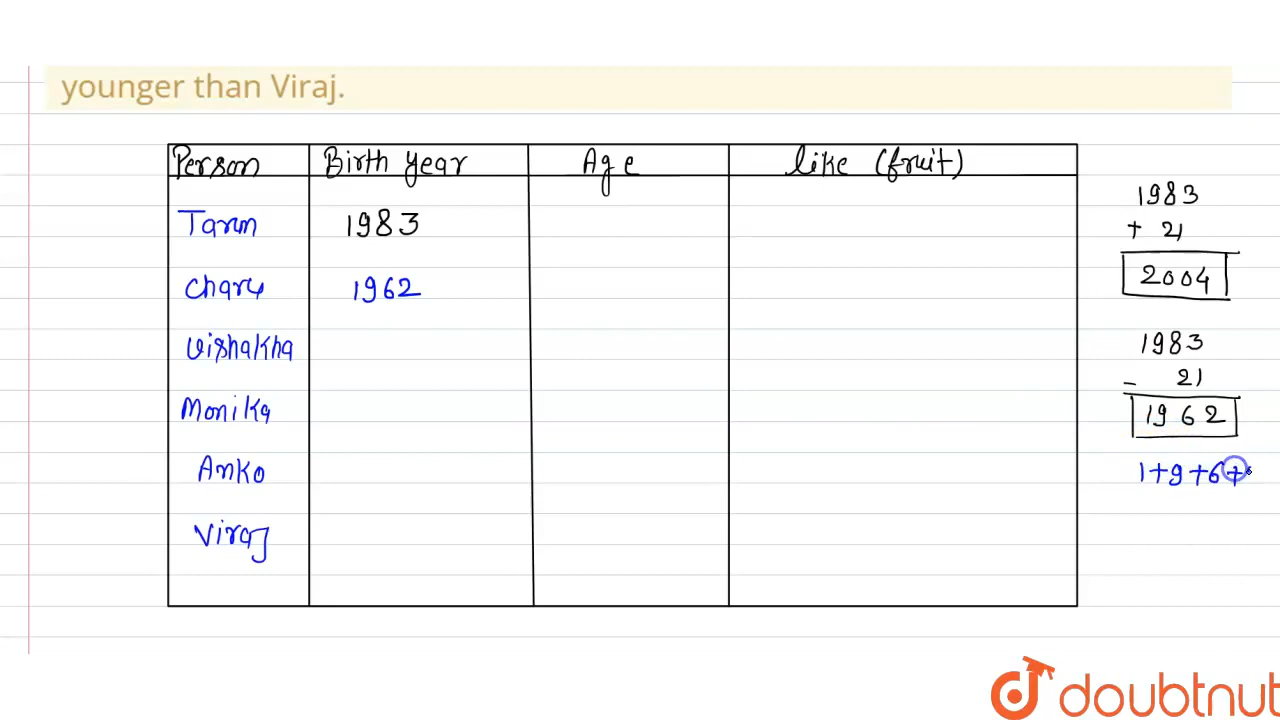 younger than Viraj.
Person Birth year Age like (fruit)
Tarun 1983
Charu 1962
Vishakha
Monika
Anko
Viraj
1983
+ 21
2004
1983
- 21
1962
1+9+6+
doubtnut